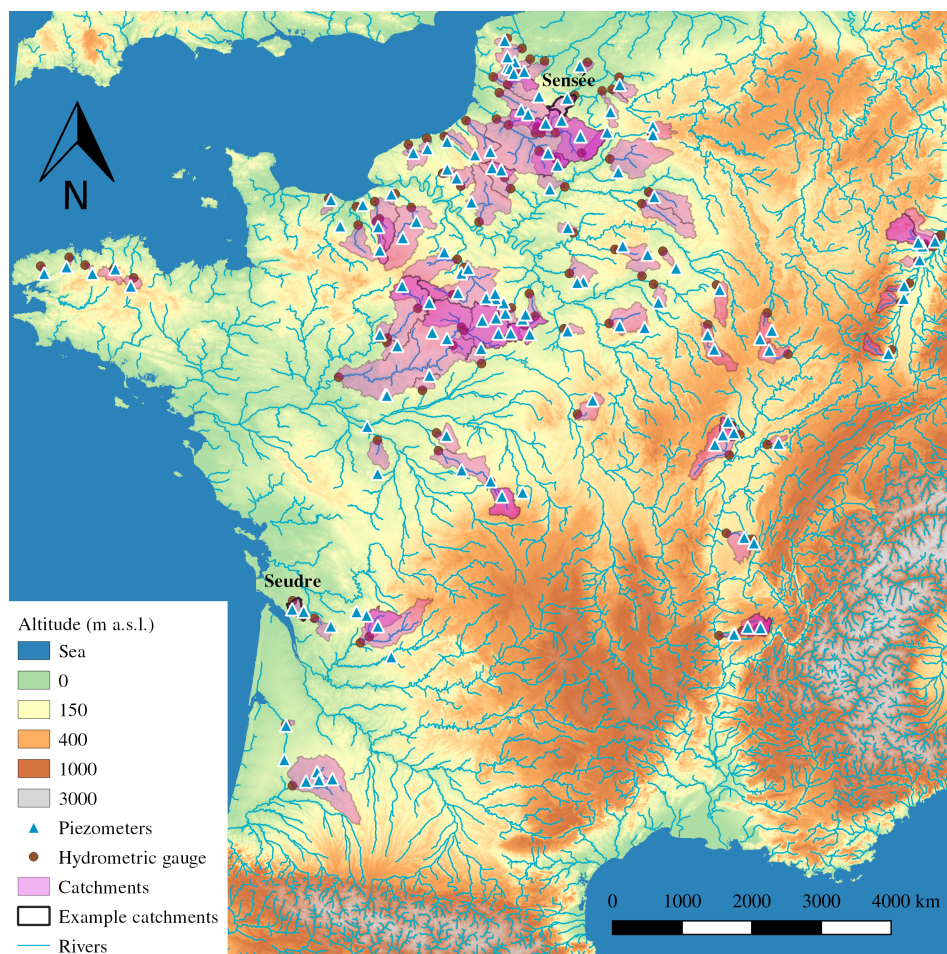 Sensée
N
Seudre
Altitude (m a.s.l.)
Sea
0
150
400
1000
3000
Piezometers
Hydrometric gauge
Catchments
Example catchments
Rivers
0 1000 2000 3000 4000 km